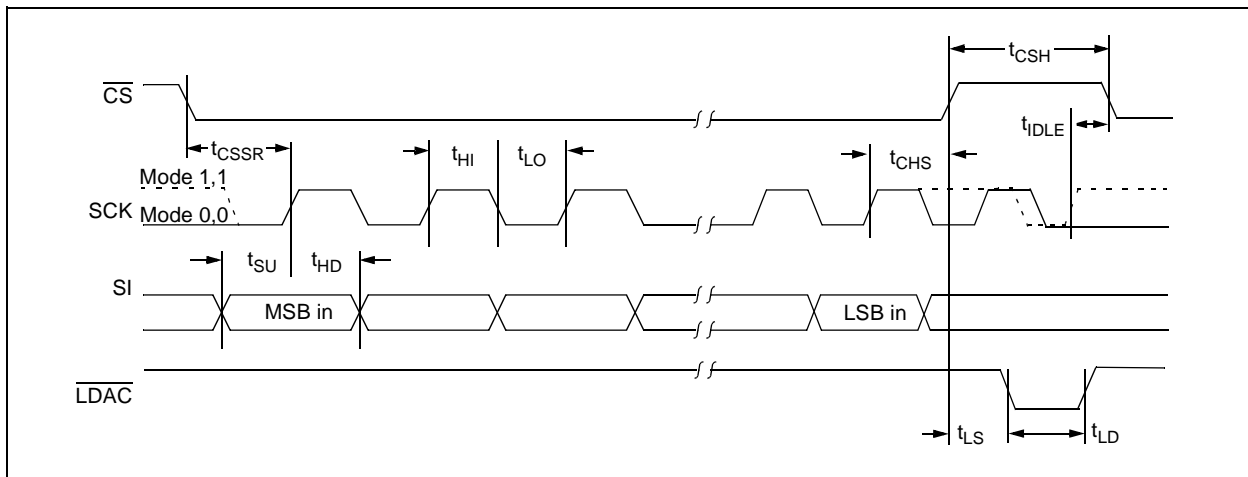 tCSH
CS
tIDLE
tCSSR
tHI
tLO
tCHS
Mode 1,1
SCK
Mode 0,0
tSU
tHD
SI
MSB in
LSB in
LDAC
tLS
tLD